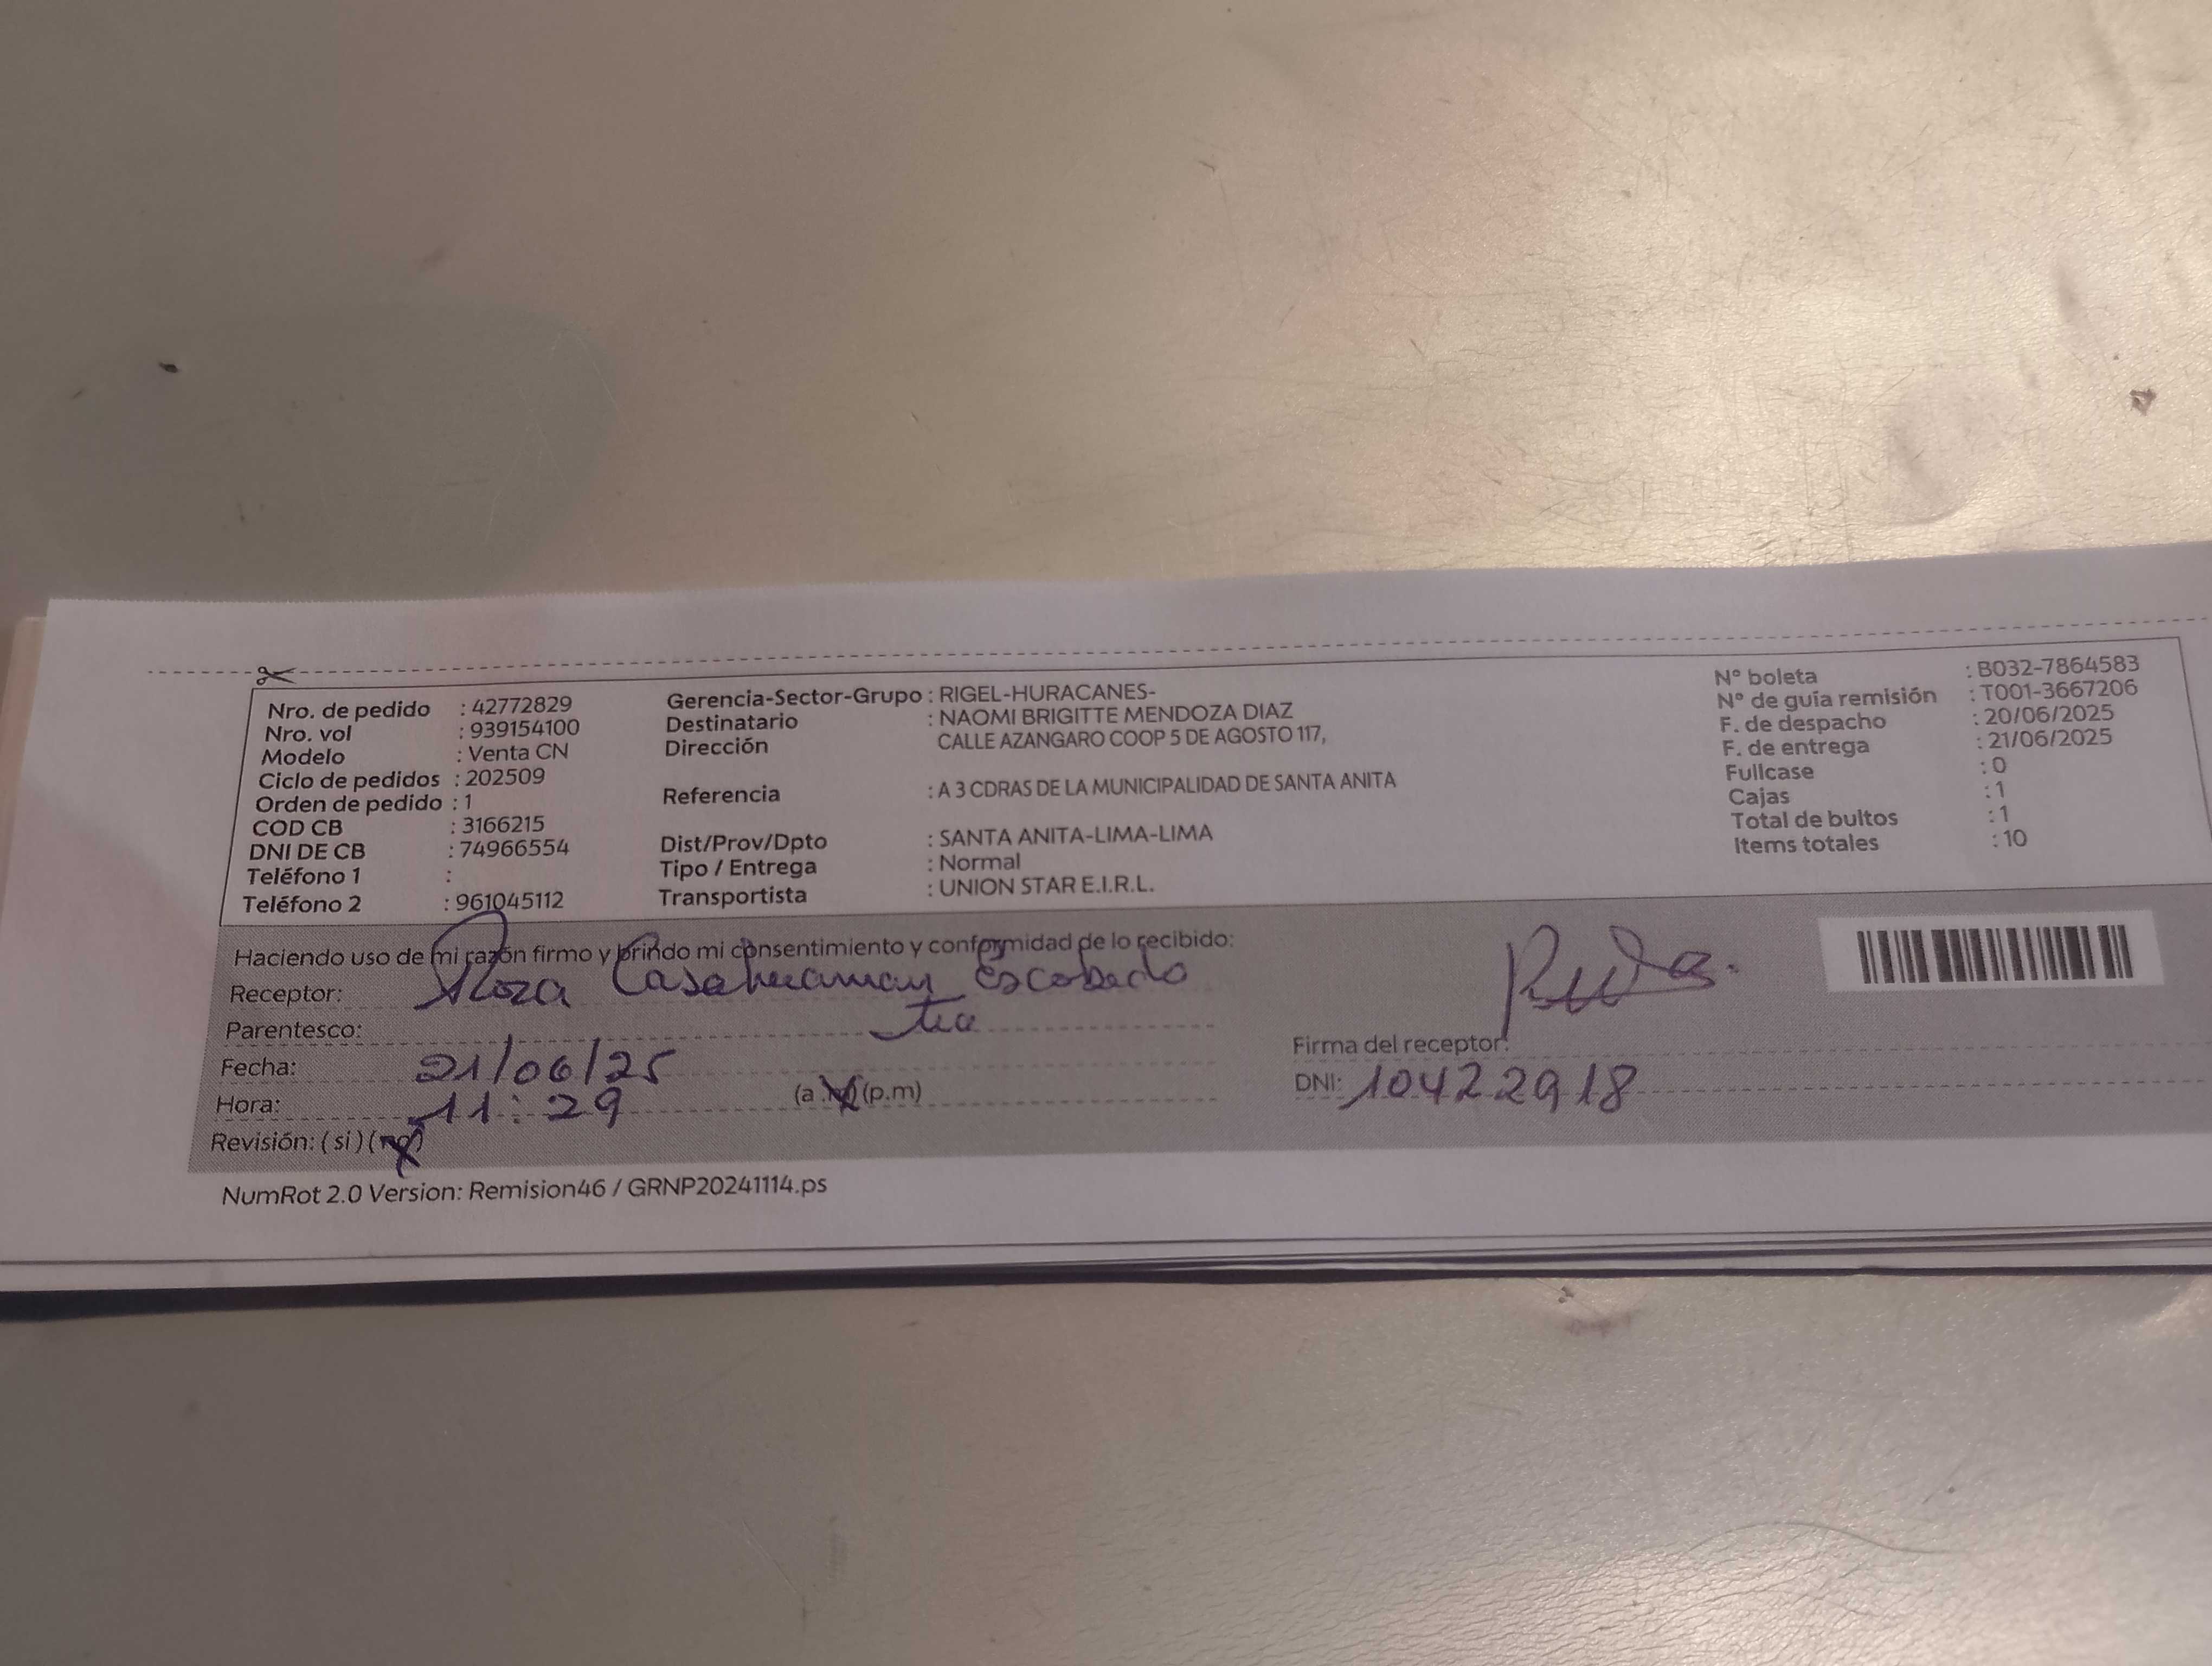 Nro. de pedido : 42772829
Nro. vol : 939154100
Modelo : Venta CN
Ciclo de pedidos : 202509
Orden de pedido : 1
COD CB : 3166215
DNI DE CB : 74966554
Teléfono 1 :
Teléfono 2 : 961045112
Gerencia-Sector-Grupo : RIGEL-HURACANES-
Destinatario : NAOMI BRIGITTE MENDOZA DIAZ
Dirección CALLE AZANGARO COOP 5 DE AGOSTO 117,
Referencia : A 3 CDRAS DE LA MUNICIPALIDAD DE SANTA ANITA
Dist/Prov/Dpto : SANTA ANITA-LIMA-LIMA
Tipo / Entrega : Normal
Transportista : UNION STAR E.I.R.L.
N° boleta : B032-7864583
N° de guía remisión : T001-3667206
F. de despacho : 20/06/2025
F. de entrega : 21/06/2025
Fullcase : 0
Cajas : 1
Total de bultos : 1
Items totales : 10
Haciendo uso de mi razón firmo y brindo mi consentimiento y conformidad de lo recibido:
Receptor: Roza Casahuaman Escobedo
Parentesco: tia
Fecha: 21/06/25
Hora: 11:29 (a.m) (p.m)
Revisión: (si) (no)
Firma del receptor:
DNI: 10422918
NumRot 2.0 Version: Remision46 / GRNP20241114.ps